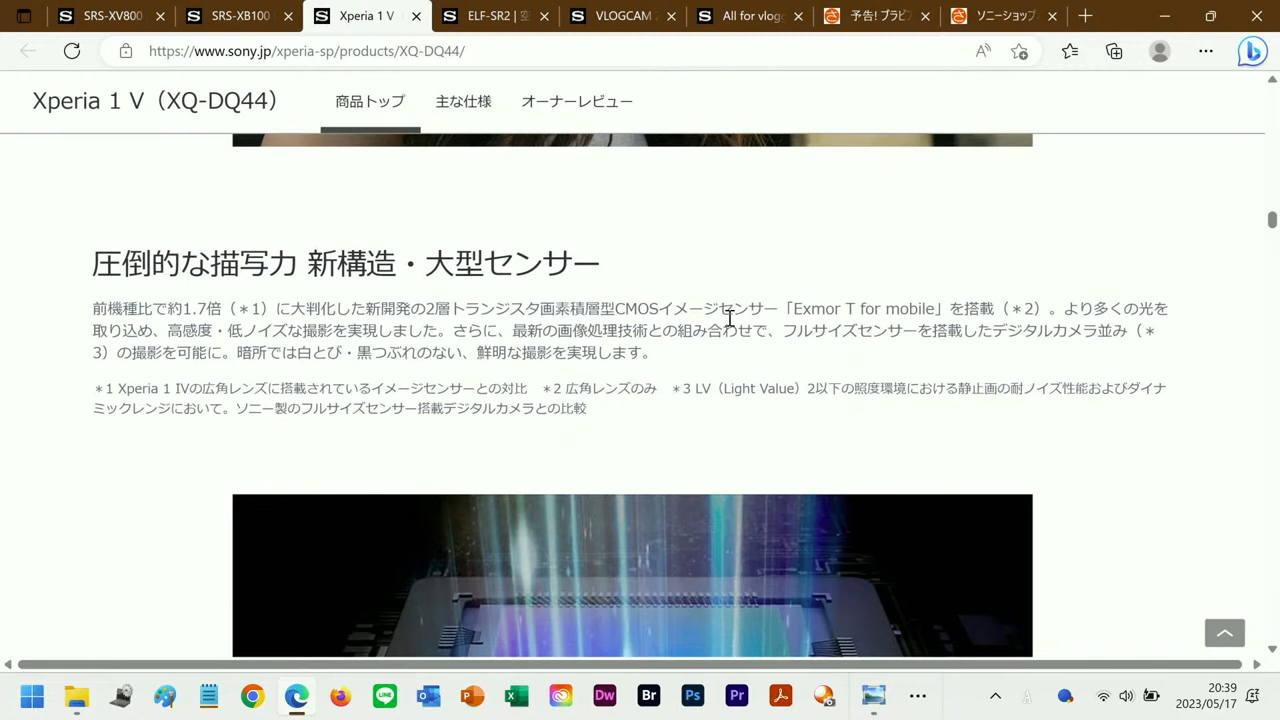 SRS-XV800
SRS-XB100
Xperia 1 V
ELF-SR2 | 空
VLOGCAM
All for vlog
予告! ブラビ
ソニーショップ
https://www.sony.jp/xperia-sp/products/XQ-DQ44/
Xperia 1 V（XQ-DQ44）
商品トップ
主な仕様
オーナーレビュー
圧倒的な描写力 新構造・大型センサー
前機種比で約1.7倍（＊1）に大判化した新開発の2層トランジスタ画素積層型CMOSイメージセンサー「Exmor T for mobile」を搭載（＊2）。より多くの光を
取り込め、高感度・低ノイズな撮影を実現しました。さらに、最新の画像処理技術との組み合わせで、フルサイズセンサーを搭載したデジタルカメラ並み（＊
3）の撮影を可能に。暗所では白とび・黒つぶれのない、鮮明な撮影を実現します。
＊1 Xperia 1 IVの広角レンズに搭載されているイメージセンサーとの対比　＊2 広角レンズのみ　＊3 LV（Light Value）2以下の照度環境における静止画の耐ノイズ性能およびダイナ
ミックレンジにおいて。ソニー製のフルサイズセンサー搭載デジタルカメラとの比較
20:39
2023/05/17